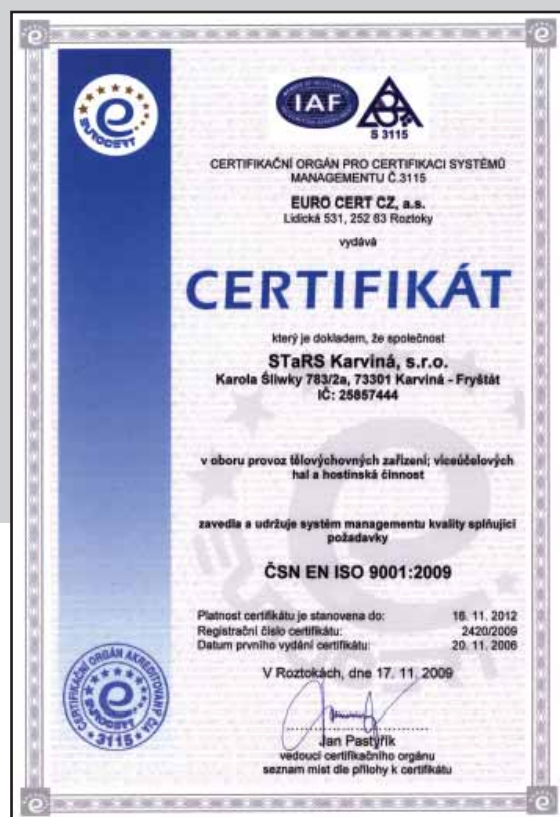 e
e
EUROCERT
IAF
S 3115
CERTIFIKAČNÍ ORGÁN PRO CERTIFIKACI SYSTÉMŮ
MANAGEMENTU Č.3115
EURO CERT CZ, a.s.
Lidická 531, 252 63 Roztoky
vydává
CERTIFIKÁT
který je dokladem, že společnost
STaRS Karviná, s.r.o.
Karola Śliwky 783/2a, 73301 Karviná - Fryštát
IČ: 25857444
v oboru provoz tělovýchovných zařízení; víceúčelových
hal a hostinská činnost
zavedla a udržuje systém managementu kvality splňující
požadavky
ČSN EN ISO 9001:2009
Platnost certifikátu je stanovena do: 16. 11. 2012
Registrační číslo certifikátu: 2420/2009
Datum prvního vydání certifikátu: 20. 11. 2006
V Roztokách, dne 17. 11. 2009
Jan Pastyřík
vedoucí certifikačního orgánu
seznam míst dle přílohy k certifikátu
CERTIFIKAČNÍ ORGÁN AKREDITOVANÝ ČIA
EUROCERT
3115
e
e